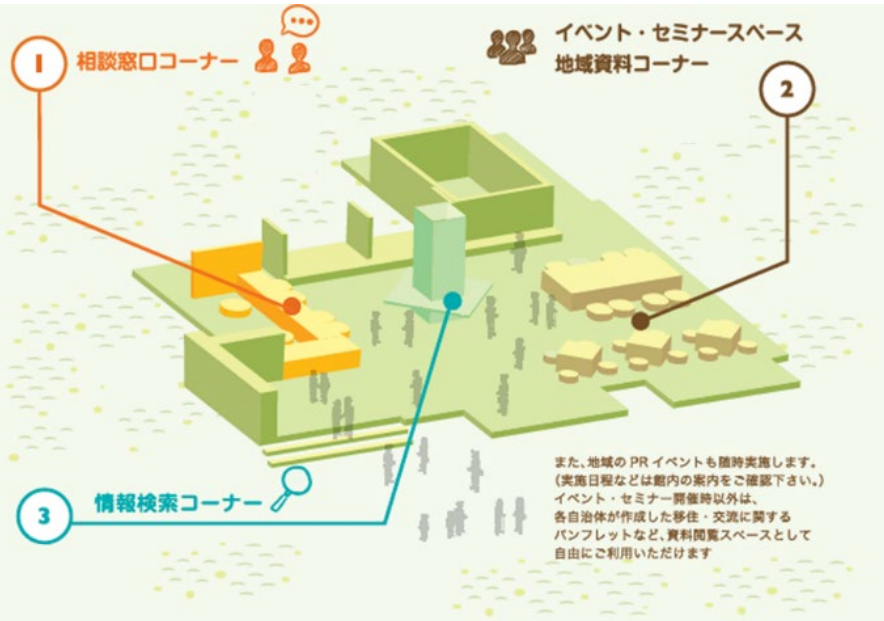 1
相談窓口コーナー
イベント・セミナースペース
地域資料コーナー
2
3
情報検索コーナー
また、地域の PR イベントも随時実施します。
(実施日程などは館内の案内をご確認下さい。)
イベント・セミナー開催時以外は、
各自治体が作成した移住・交流に関する
パンフレットなど、資料閲覧スペースとして
自由にご利用いただけます